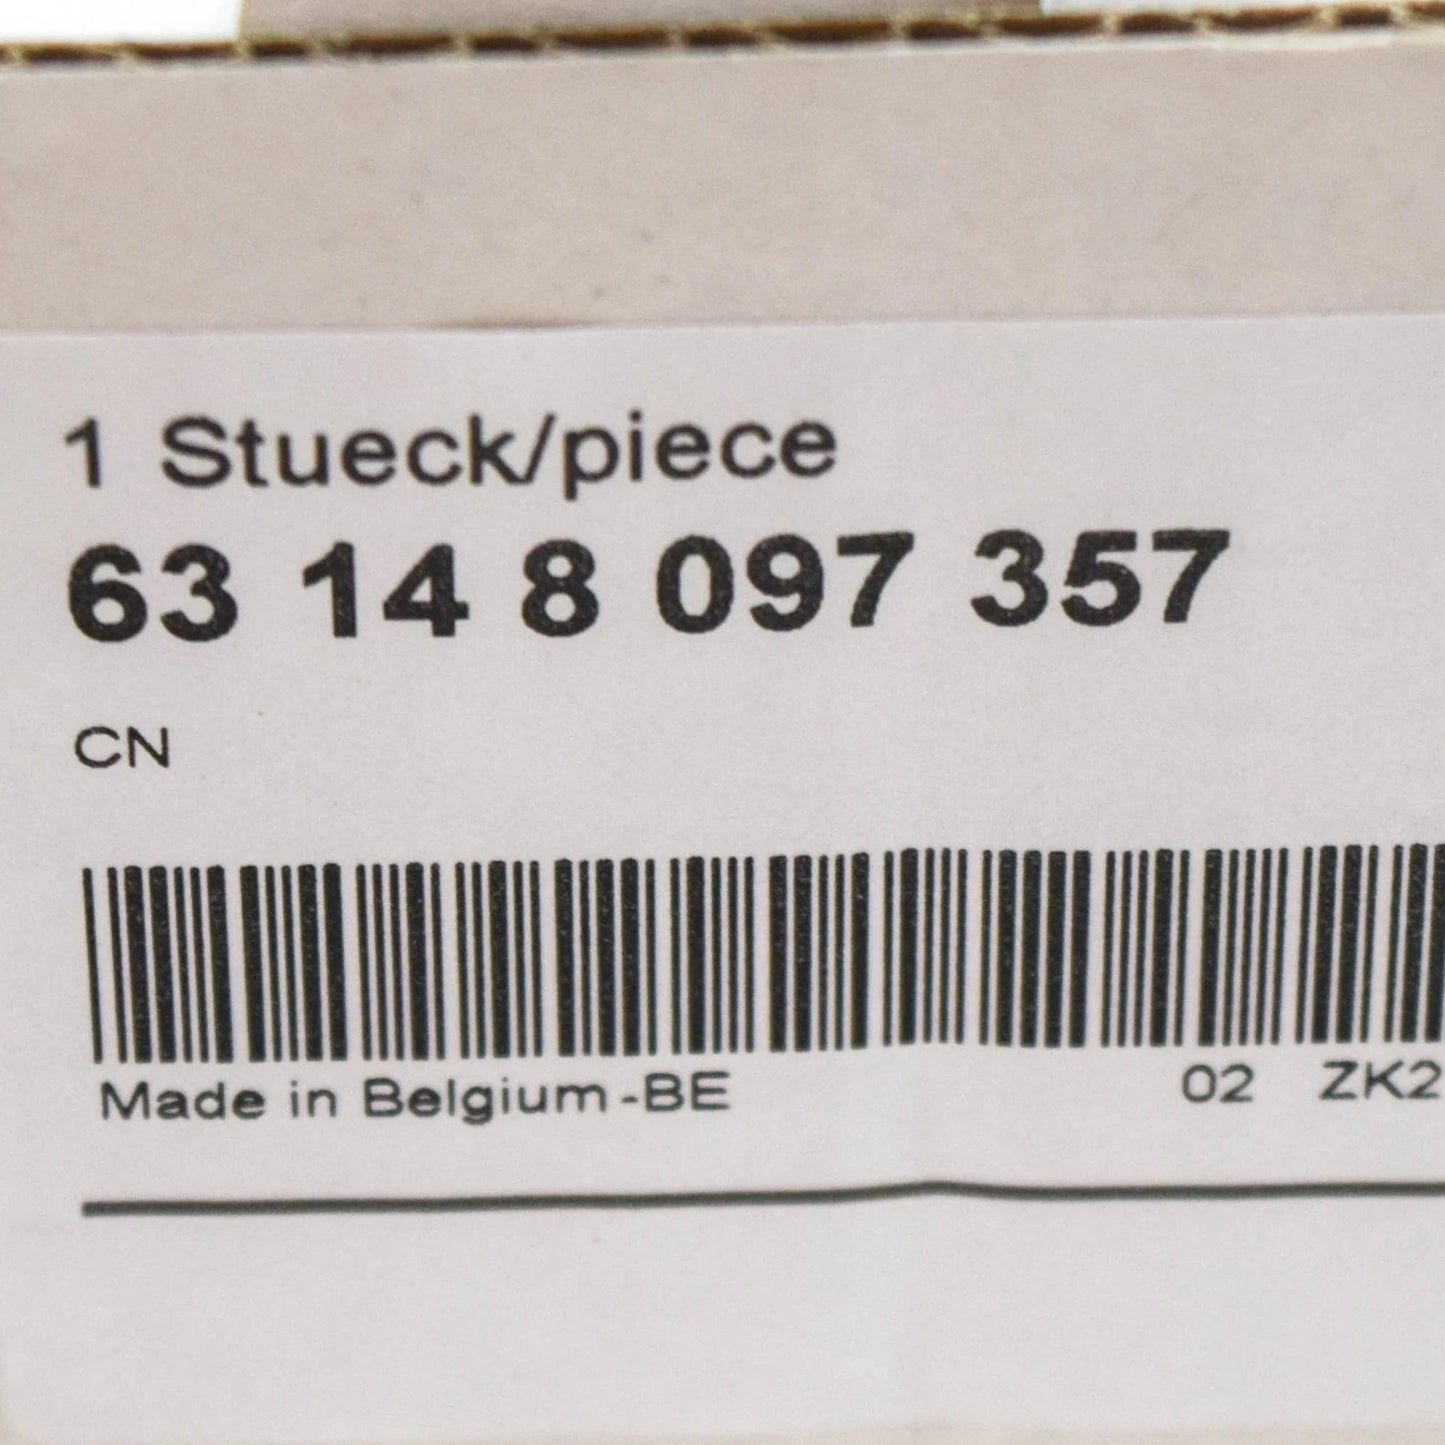 1 Stueck/piece
63 14 8 097 357
CN
Made in Belgium-BE 02 ZK2